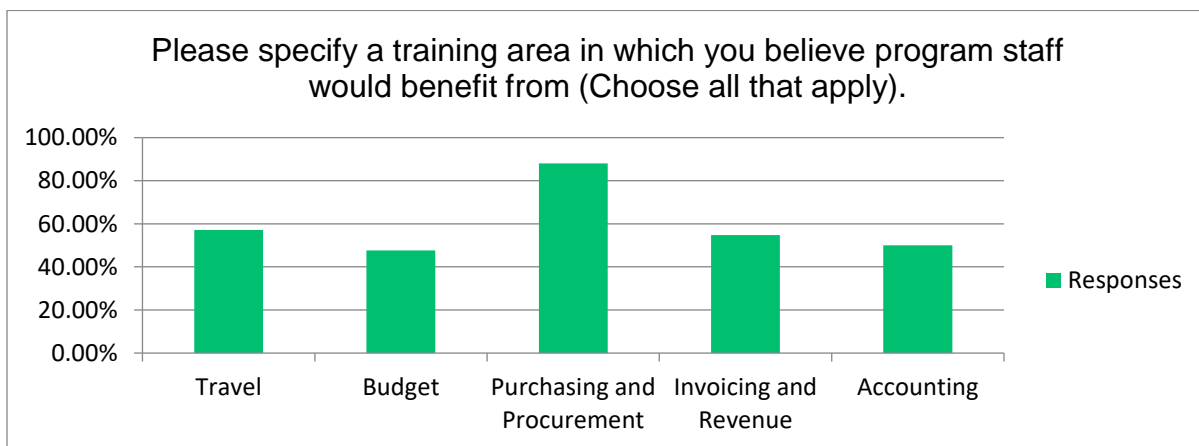 Please specify a training area in which you believe program staff
would benefit from (Choose all that apply).
100.00%
80.00%
60.00%
40.00%
20.00%
0.00%
Travel
Budget
Purchasing and
Procurement
Invoicing and
Revenue
Accounting
Responses